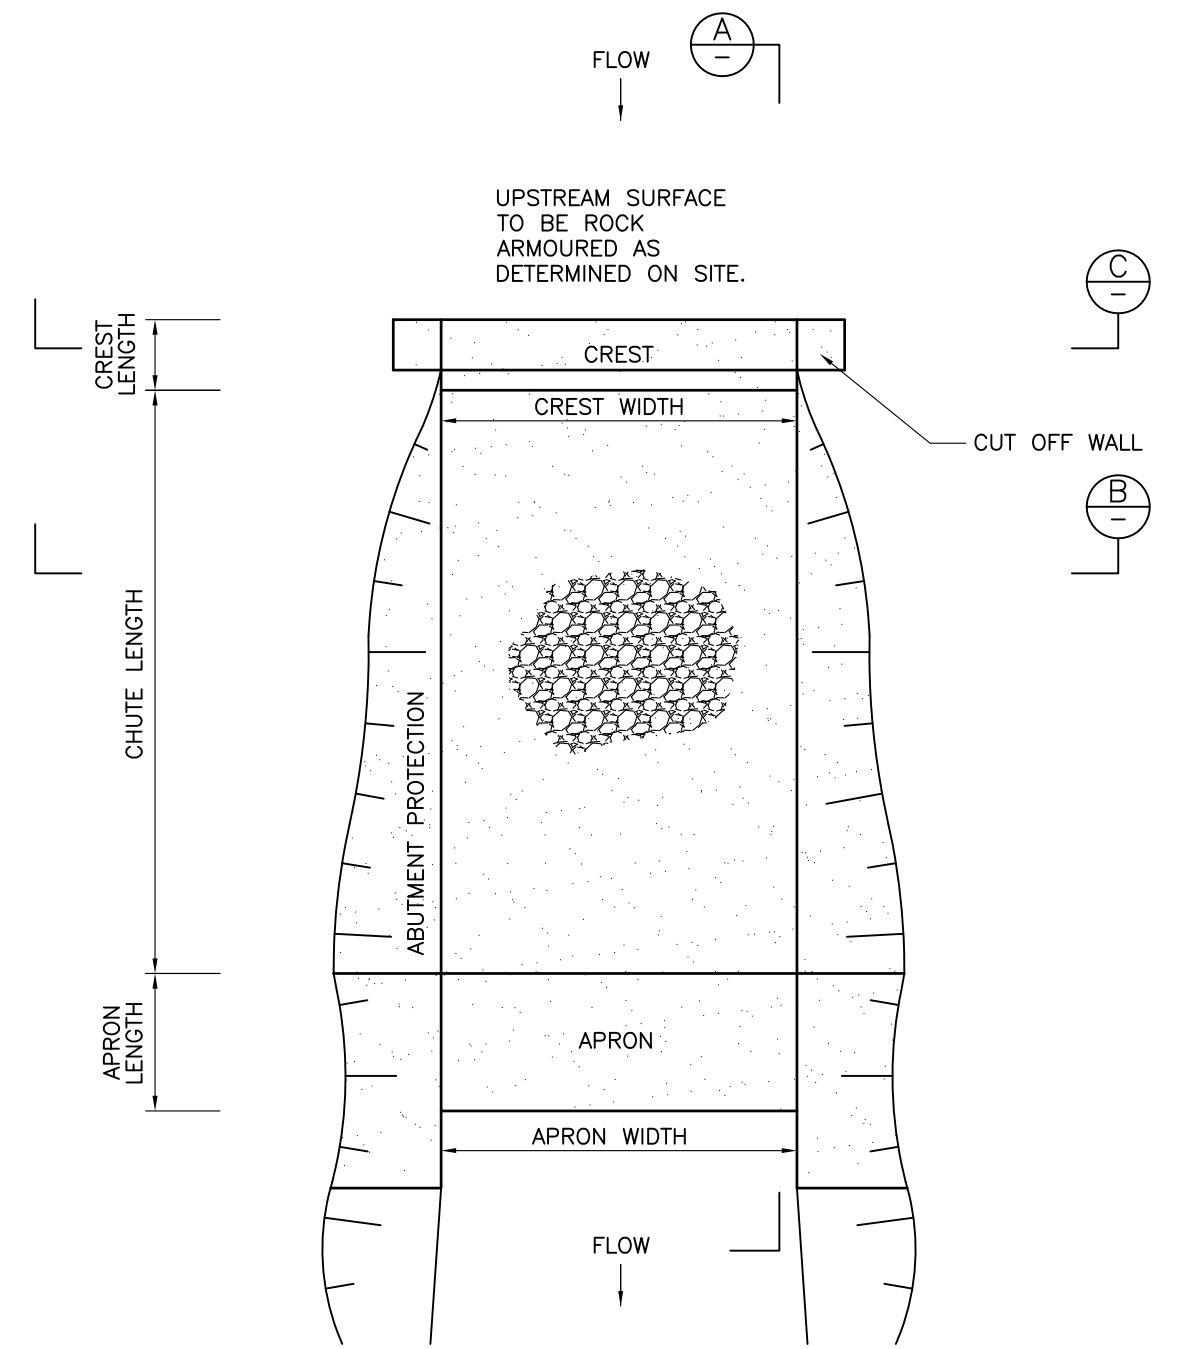 A
–
FLOW
UPSTREAM SURFACE
TO BE ROCK
ARMOURED AS
DETERMINED ON SITE.
C
–
CREST
LENGTH
CREST
CREST WIDTH
CUT OFF WALL
B
–
CHUTE LENGTH
ABUTMENT PROTECTION
APRON
LENGTH
APRON
APRON WIDTH
FLOW